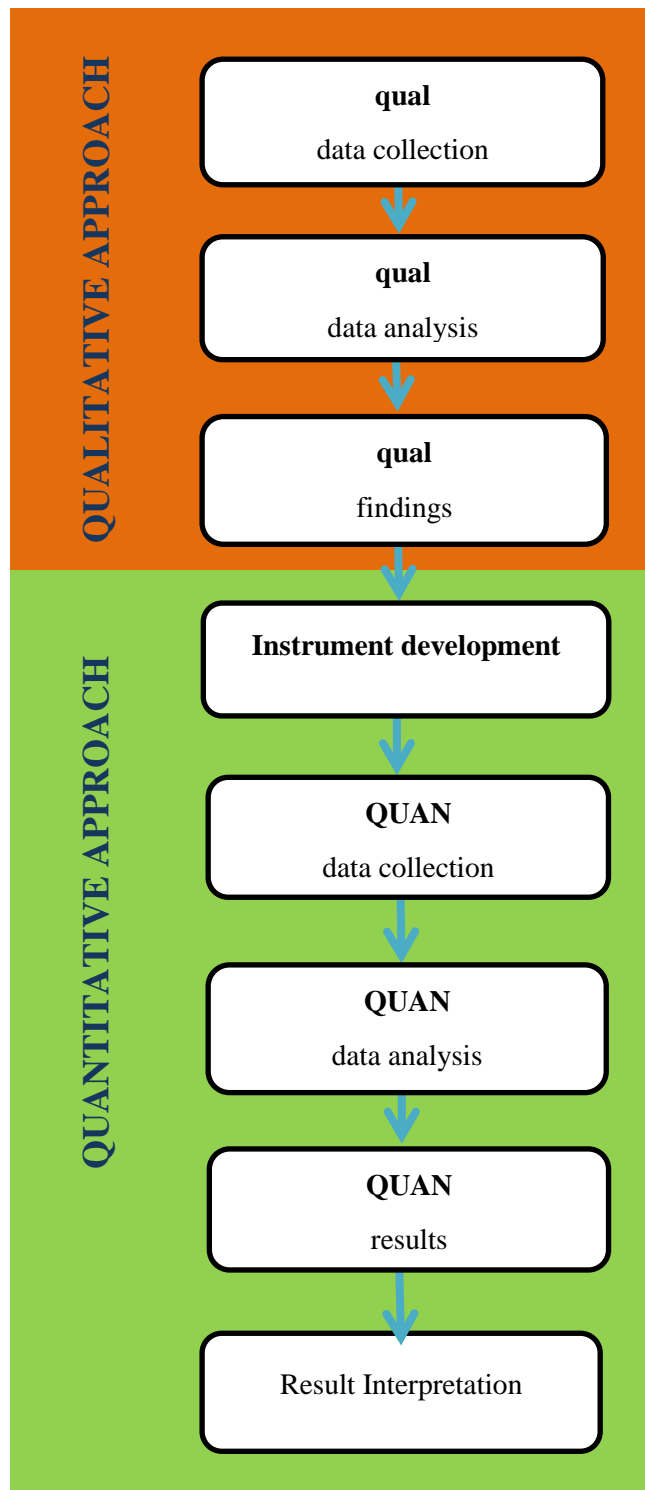 QUALITATIVE APPROACH
qual
data collection
qual
data analysis
qual
findings
QUANTITATIVE APPROACH
Instrument development
QUAN
data collection
QUAN
data analysis
QUAN
results
Result Interpretation